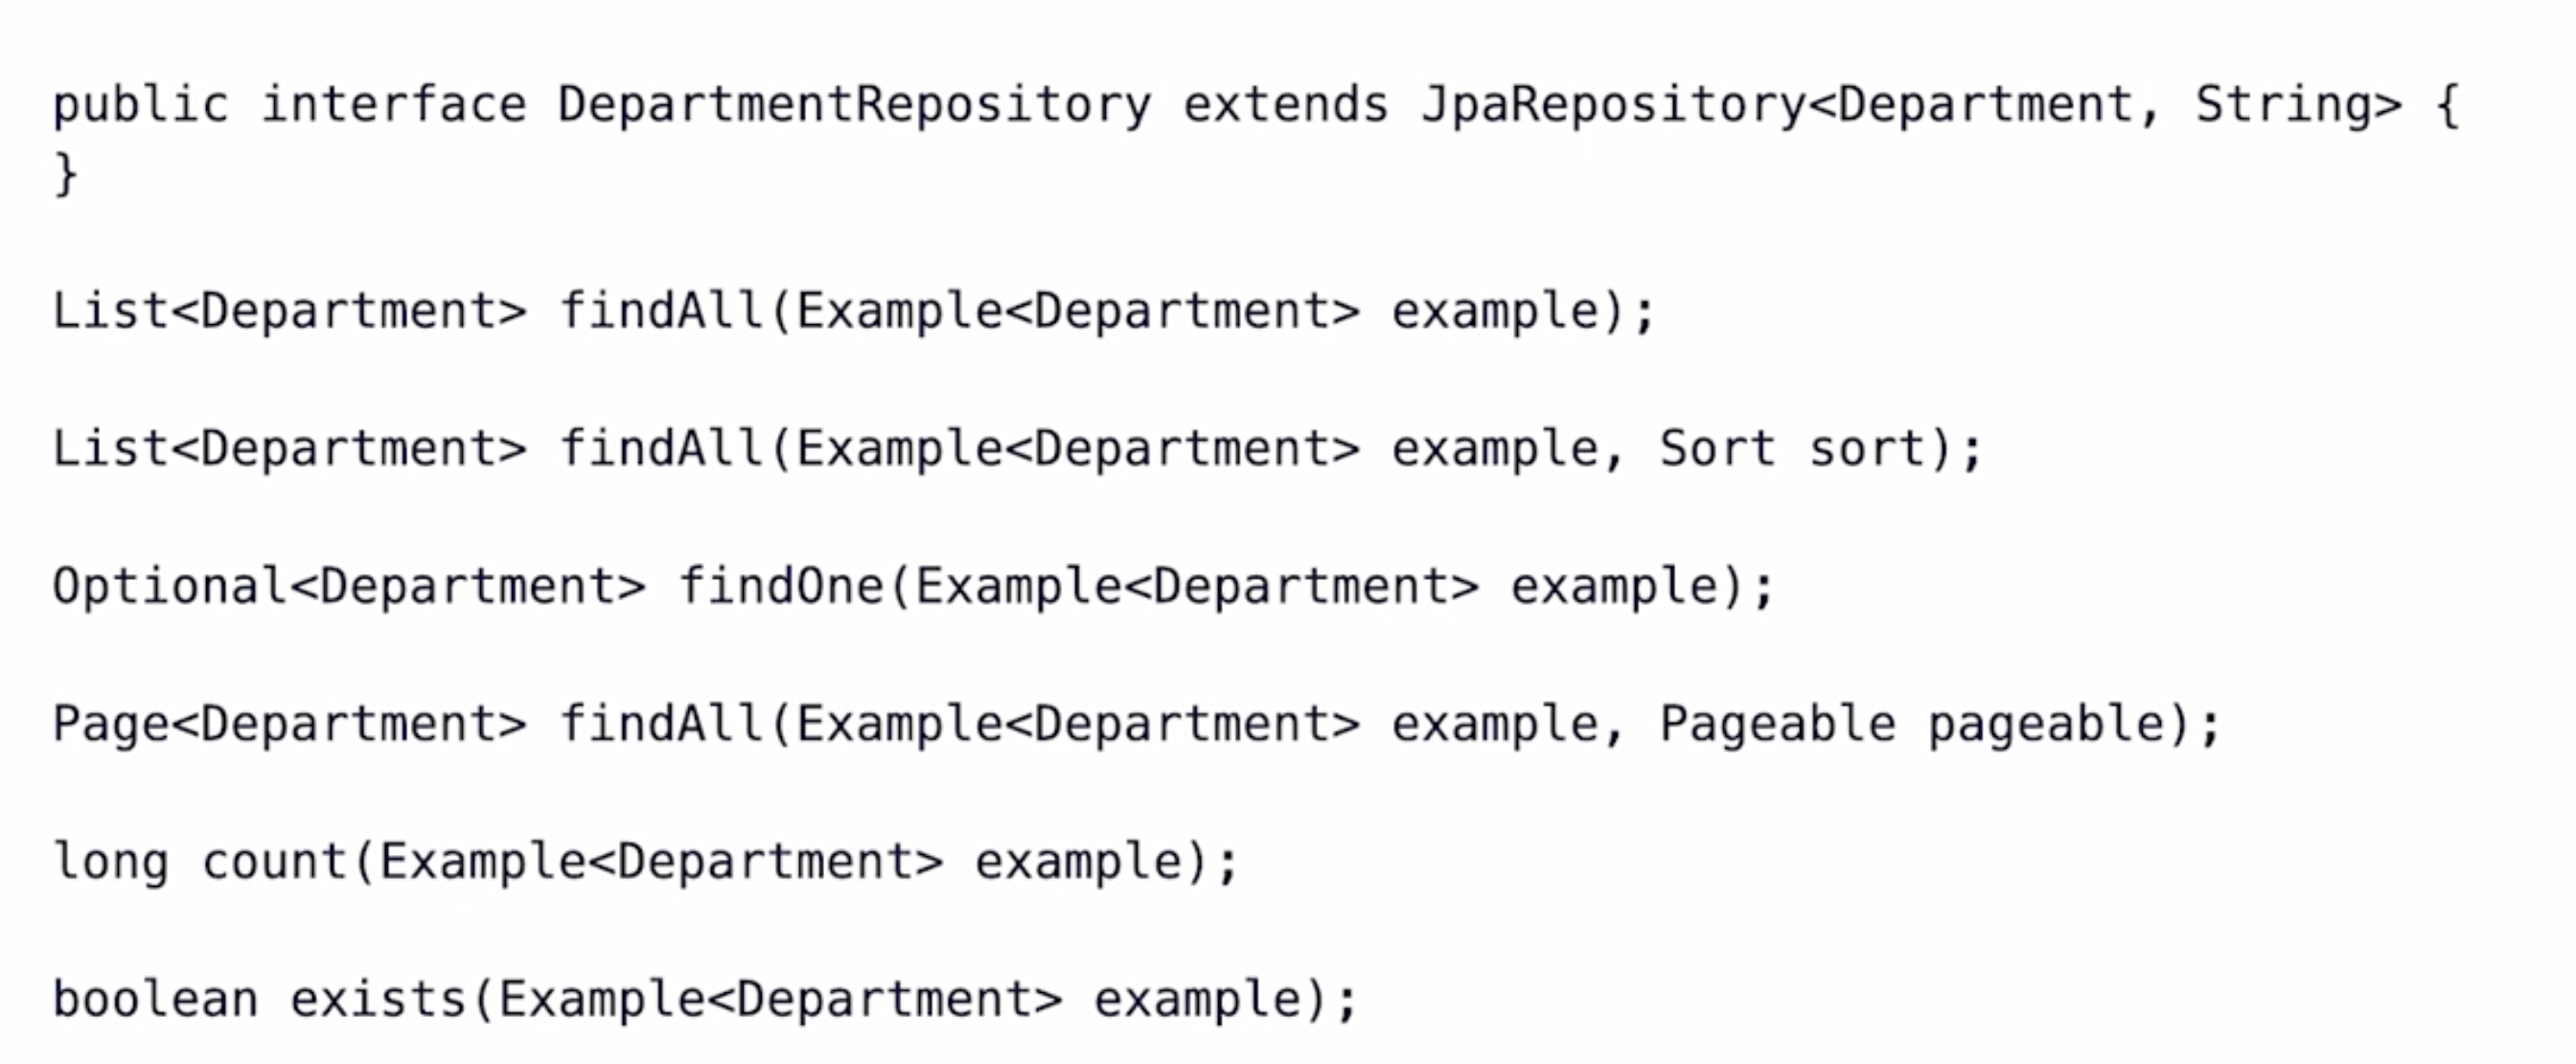 public interface DepartmentRepository extends JpaRepository<Department, String> {
}
List<Department> findAll(Example<Department> example);
List<Department> findAll(Example<Department> example, Sort sort);
Optional<Department> findOne(Example<Department> example);
Page<Department> findAll(Example<Department> example, Pageable pageable);
long count(Example<Department> example);
boolean exists(Example<Department> example);